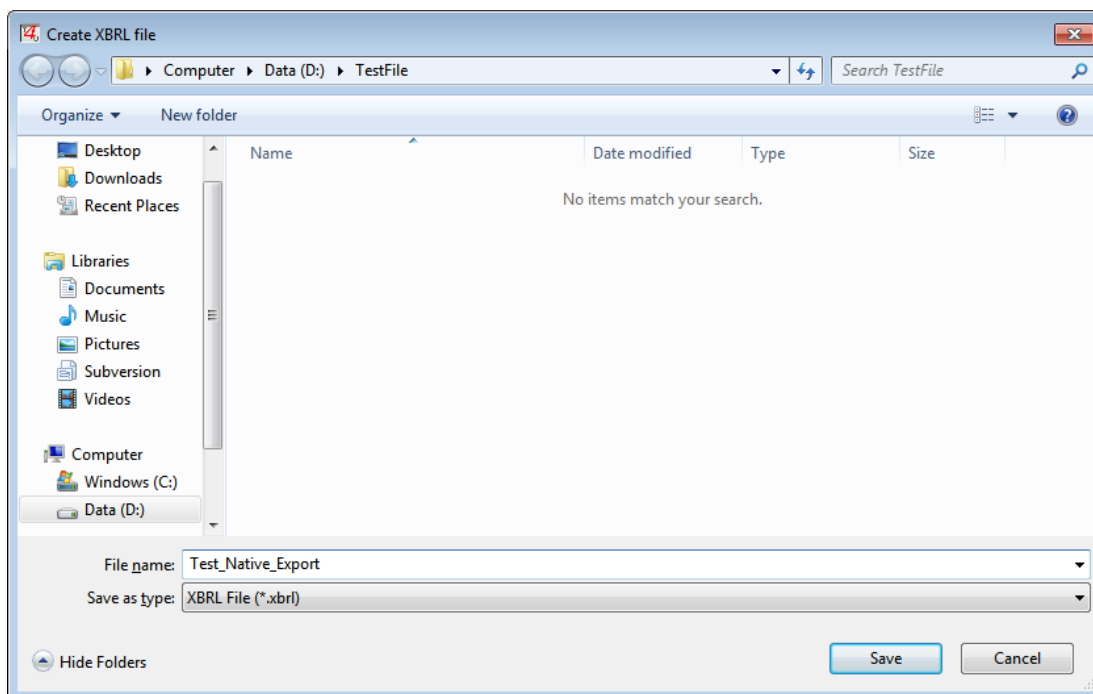 Create XBRL file
Computer Data (D:) TestFile
Search TestFile
Organize New folder
Name Date modified Type Size
No items match your search.
Desktop
Downloads
Recent Places
Libraries
Documents
Music
Pictures
Subversion
Videos
Computer
Windows (C:)
Data (D:)
File name: Test_Native_Export
Save as type: XBRL File (*.xbrl)
Hide Folders Save Cancel